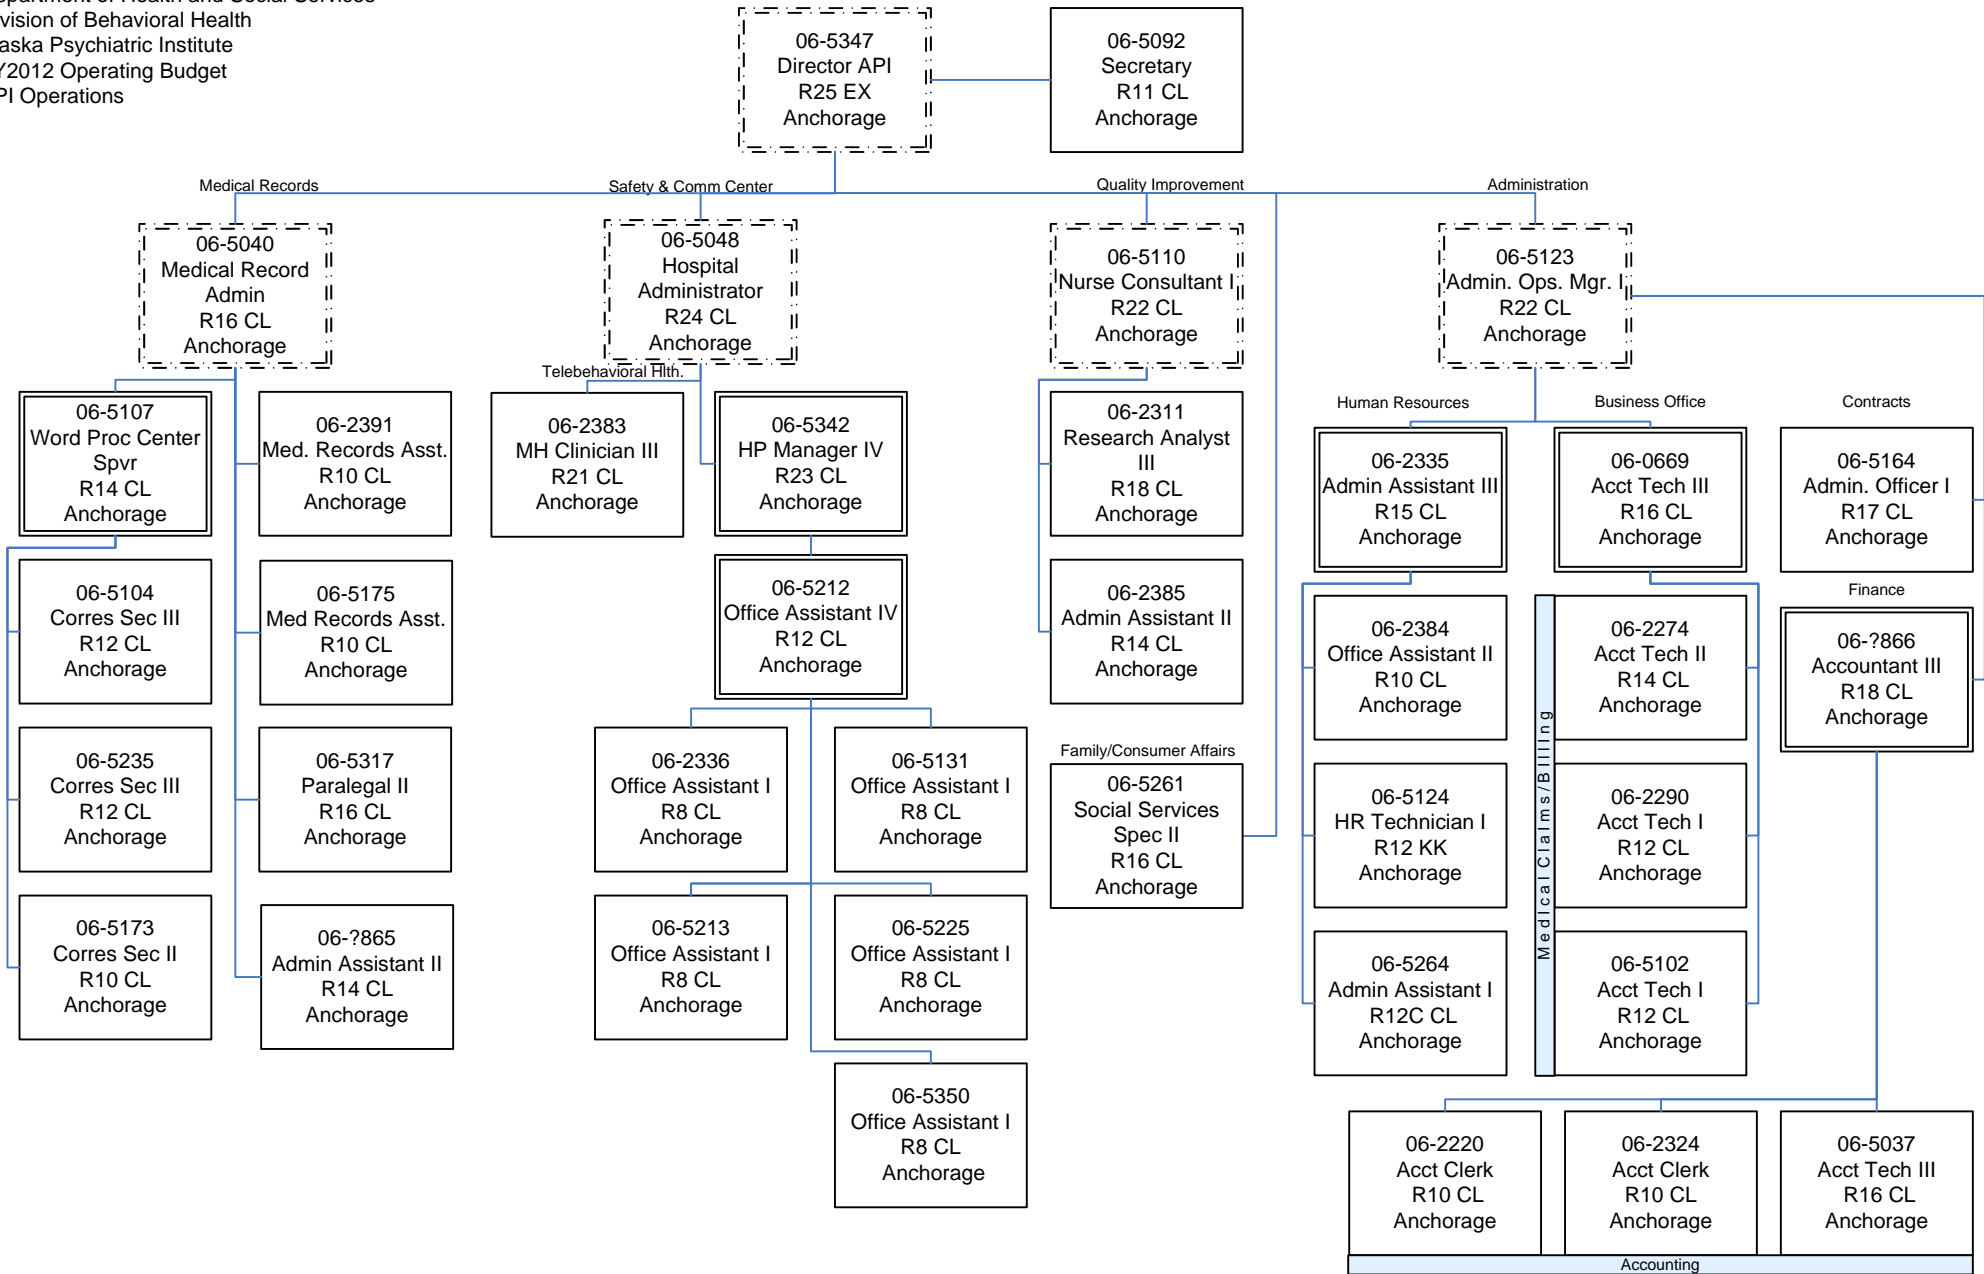 partment of Health and Social Services
vision of Behavioral Health
aska Psychiatric Institute
Y2012 Operating Budget
PI Operations
06-5347
Director API
R25 EX
Anchorage
06-5092
Secretary
R11 CL
Anchorage
Medical Records
Safety & Comm Center
Quality Improvement
Administration
06-5040
Medical Record
Admin
R16 CL
Anchorage
06-5048
Hospital
Administrator
R24 CL
Anchorage
06-5110
Nurse Consultant I
R22 CL
Anchorage
06-5123
Admin. Ops. Mgr. I
R22 CL
Anchorage
Telebehavioral Hlth.
Human Resources
Business Office
Contracts
06-5107
Word Proc Center
Spvr
R14 CL
Anchorage
06-2391
Med. Records Asst.
R10 CL
Anchorage
06-2383
MH Clinician III
R21 CL
Anchorage
06-5342
HP Manager IV
R23 CL
Anchorage
06-2311
Research Analyst
III
R18 CL
Anchorage
06-2335
Admin Assistant III
R15 CL
Anchorage
06-0669
Acct Tech III
R16 CL
Anchorage
06-5164
Admin. Officer I
R17 CL
Anchorage
06-5104
Corres Sec III
R12 CL
Anchorage
06-5175
Med Records Asst.
R10 CL
Anchorage
06-5212
Office Assistant IV
R12 CL
Anchorage
06-2385
Admin Assistant II
R14 CL
Anchorage
06-2384
Office Assistant II
R10 CL
Anchorage
Medical Claims/Billing
06-2274
Acct Tech II
R14 CL
Anchorage
Finance
06-?866
Accountant III
R18 CL
Anchorage
06-5235
Corres Sec III
R12 CL
Anchorage
06-5317
Paralegal II
R16 CL
Anchorage
06-2336
Office Assistant I
R8 CL
Anchorage
06-5131
Office Assistant I
R8 CL
Anchorage
Family/Consumer Affairs
06-5261
Social Services
Spec II
R16 CL
Anchorage
06-5124
HR Technician I
R12 KK
Anchorage
06-2290
Acct Tech I
R12 CL
Anchorage
06-5173
Corres Sec II
R10 CL
Anchorage
06-?865
Admin Assistant II
R14 CL
Anchorage
06-5213
Office Assistant I
R8 CL
Anchorage
06-5225
Office Assistant I
R8 CL
Anchorage
06-5264
Admin Assistant I
R12C CL
Anchorage
06-5102
Acct Tech I
R12 CL
Anchorage
06-5350
Office Assistant I
R8 CL
Anchorage
06-2220
Acct Clerk
R10 CL
Anchorage
06-2324
Acct Clerk
R10 CL
Anchorage
06-5037
Acct Tech III
R16 CL
Anchorage
Accounting